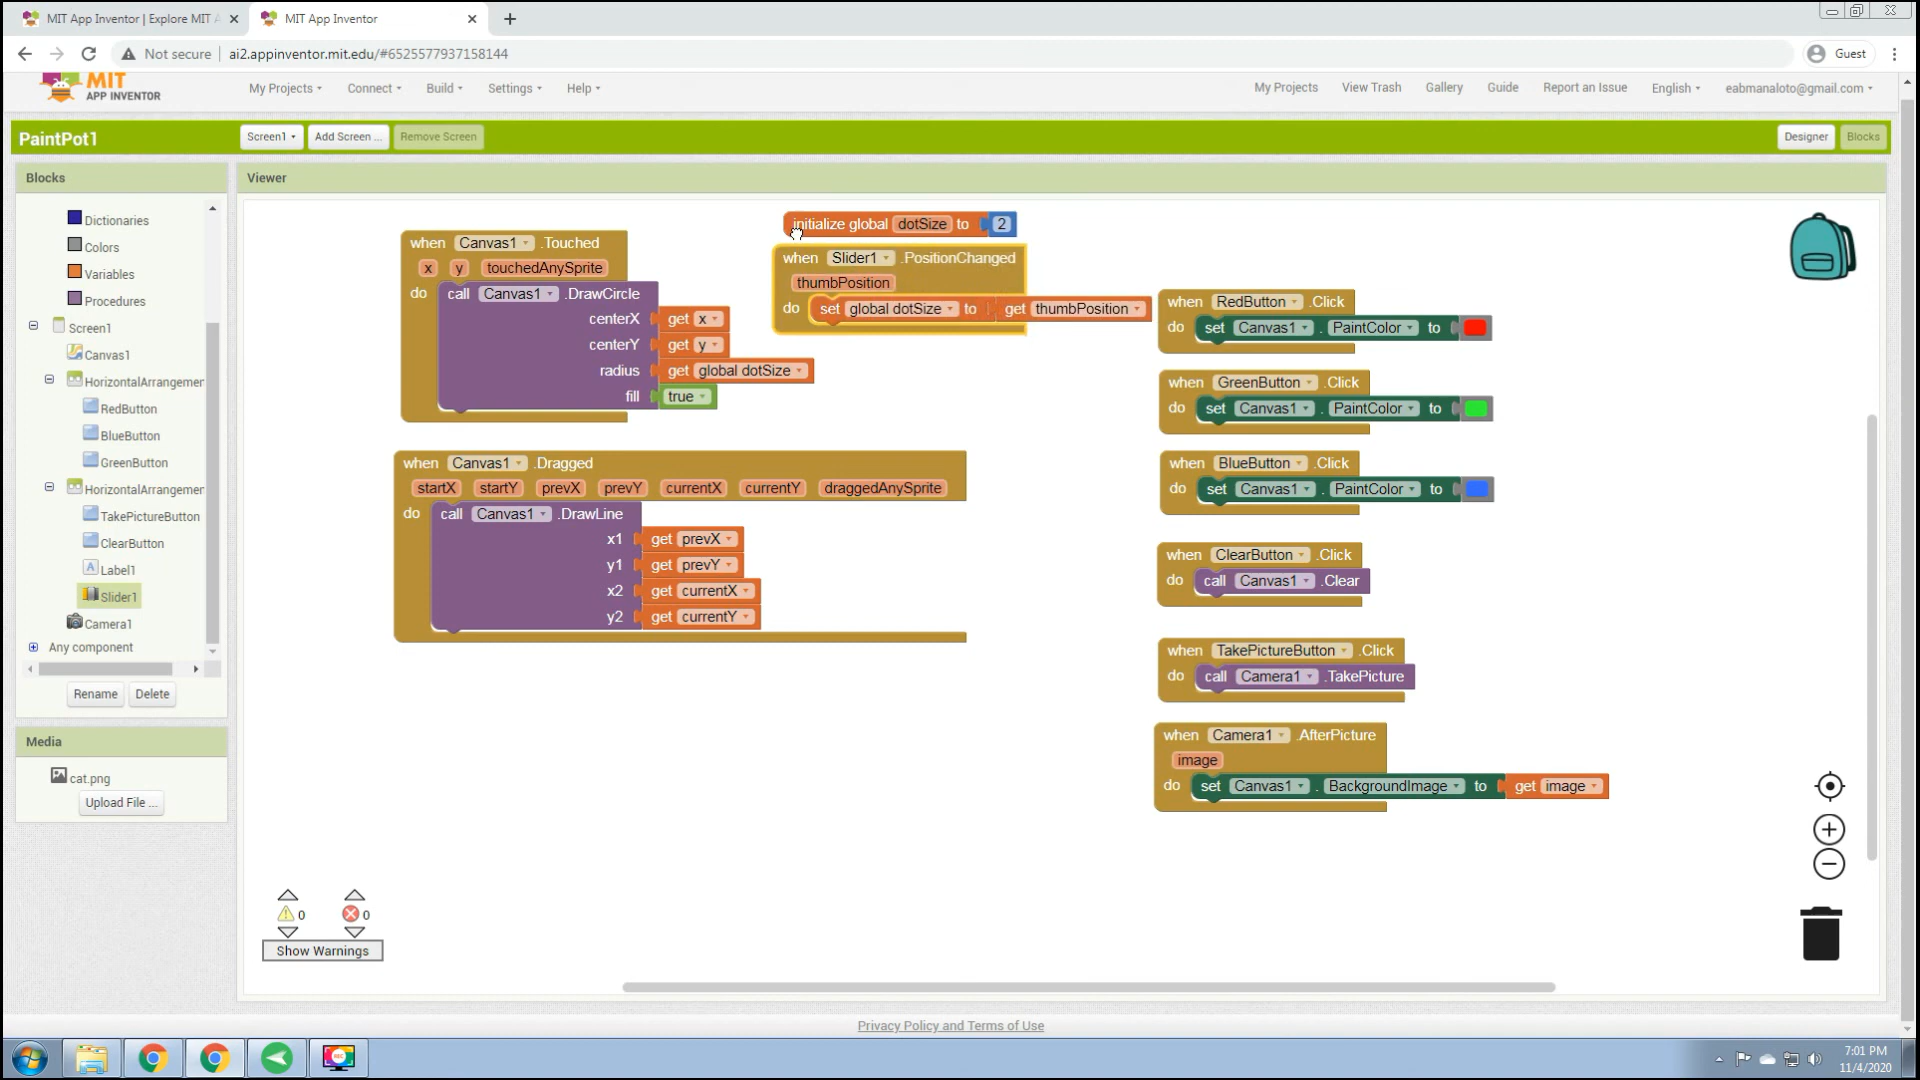 MIT App Inventor | Explore MIT A
MIT App Inventor
Not secure
ai2.appinventor.mit.edu/#6525577937158144
Guest
MIT
APP INVENTOR
My Projects
Connect
Build
Settings
Help
My Projects
View Trash
Gallery
Guide
Report an Issue
English
eabmanaloto@gmail.com
PaintPot1
Screen1
Add Screen ...
Remove Screen
Designer
Blocks
Blocks
Dictionaries
Colors
Variables
Procedures
Screen1
Canvas1
HorizontalArrangemer
RedButton
BlueButton
GreenButton
HorizontalArrangemer
TakePictureButton
ClearButton
A Label1
Slider1
Camera1
Any component
Rename
Delete
Media
cat.png
Upload File ...
Viewer
when Canvas1 .Touched
x y touchedAnySprite
do call Canvas1 .DrawCircle
centerX get x
centerY get y
radius get global dotSize
fill true
initialize global dotSize to 2
when Slider1 .PositionChanged
thumbPosition
do set global dotSize to get thumbPosition
when Canvas1 .Dragged
startX startY prevX prevY currentX currentY draggedAnySprite
do call Canvas1 .DrawLine
x1 get prevX
y1 get prevY
x2 get currentX
y2 get currentY
when RedButton .Click
do set Canvas1 . PaintColor to
when GreenButton .Click
do set Canvas1 . PaintColor to
when BlueButton .Click
do set Canvas1 . PaintColor to
when ClearButton .Click
do call Canvas1 .Clear
when TakePictureButton .Click
do call Camera1 .TakePicture
when Camera1 .AfterPicture
image
do set Canvas1 . BackgroundImage to get image
0 0
Show Warnings
Privacy Policy and Terms of Use
REC
7:01 PM
11/4/2020